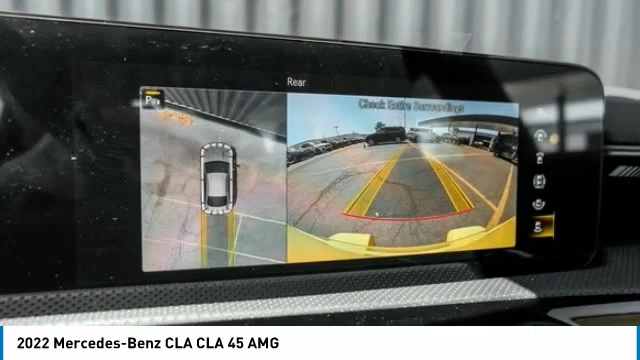 Rear
Check Entire Surroundings
2022 Mercedes-Benz CLA CLA 45 AMG